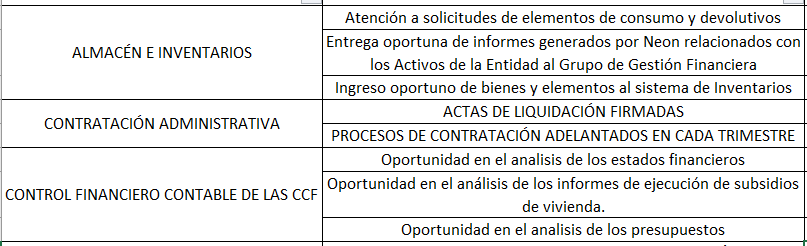 ALMACÉN E INVENTARIOS
Atención a solicitudes de elementos de consumo y devolutivos
Entrega oportuna de informes generados por Neon relacionados con
los Activos de la Entidad al Grupo de Gestión Financiera
Ingreso oportuno de bienes y elementos al sistema de Inventarios
CONTRATACIÓN ADMINISTRATIVA
ACTAS DE LIQUIDACIÓN FIRMADAS
PROCESOS DE CONTRATACIÓN ADELANTADOS EN CADA TRIMESTRE
CONTROL FINANCIERO CONTABLE DE LAS CCF
Oportunidad en el analisis de los estados financieros
Oportunidad en el análisis de los informes de ejecución de subsidios
de vivienda.
Oportunidad en el analisis de los presupuestos